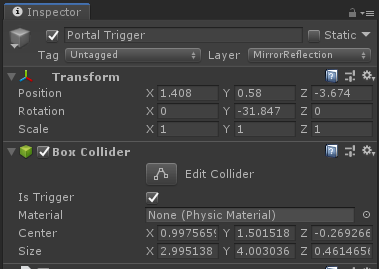 Inspector
Portal Trigger Static
Tag Untagged Layer MirrorReflection
Transform
Position X 1.408 Y 0.58 Z -3.674
Rotation X 0 Y -31.847 Z 0
Scale X 1 Y 1 Z 1
Box Collider
Edit Collider
Is Trigger
Material None (Physic Material)
Center X 0.9975659 Y 1.501518 Z -0.269266
Size X 2.995138 Y 4.003036 Z 0.4614656